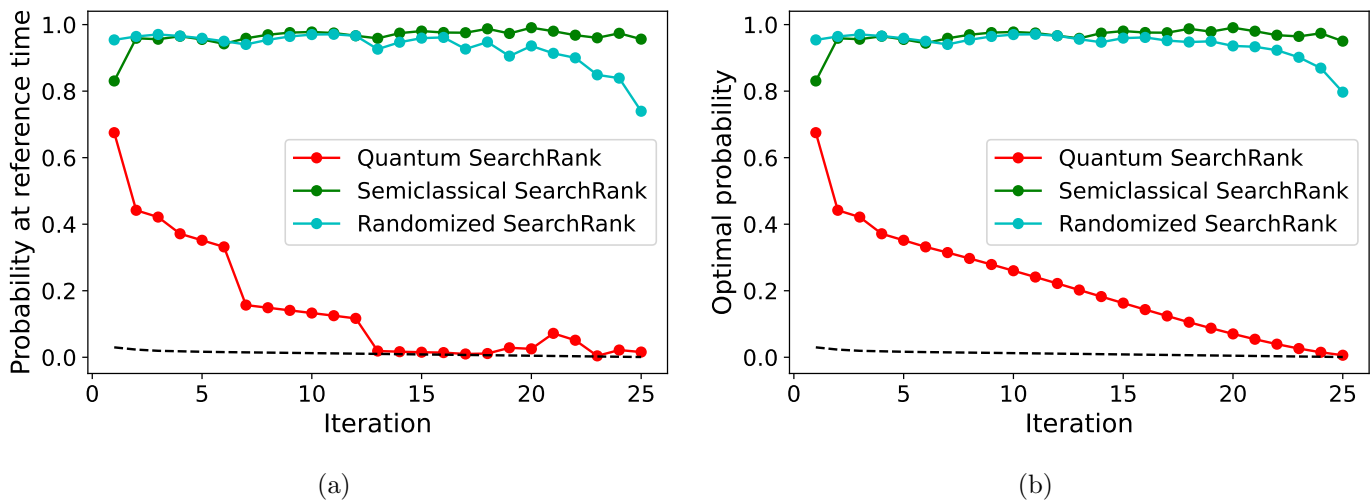 Probability at reference time
1.0
0.8
0.6
0.4
0.2
0.0
Quantum SearchRank
Semiclassical SearchRank
Randomized SearchRank
0 5 10 15 20 25
Iteration
(a)
Optimal probability
1.0
0.8
0.6
0.4
0.2
0.0
Quantum SearchRank
Semiclassical SearchRank
Randomized SearchRank
0 5 10 15 20 25
Iteration
(b)